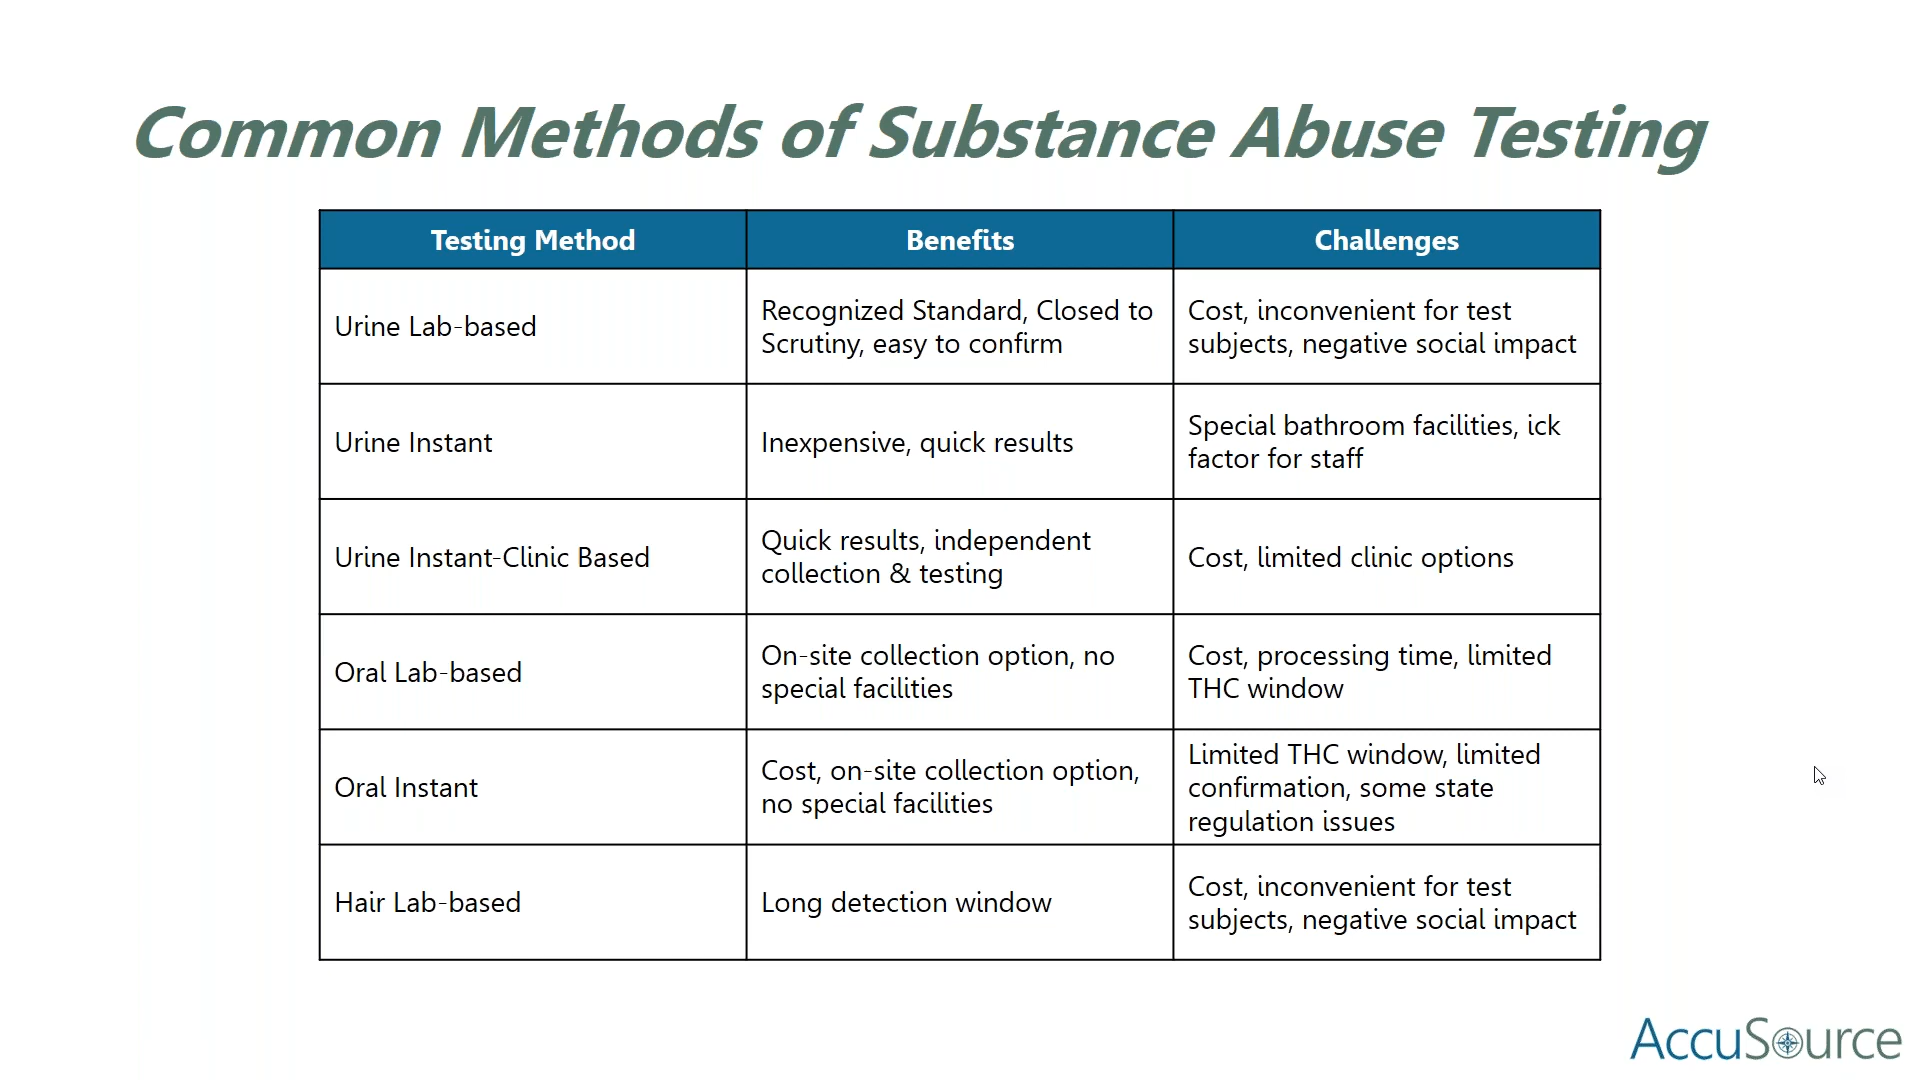 Common Methods of Substance Abuse Testing
Testing Method
Benefits
Challenges
Urine Lab-based
Recognized Standard, Closed to
Scrutiny, easy to confirm
Cost, inconvenient for test
subjects, negative social impact
Urine Instant
Inexpensive, quick results
Special bathroom facilities, ick
factor for staff
Urine Instant-Clinic Based
Quick results, independent
collection & testing
Cost, limited clinic options
Oral Lab-based
On-site collection option, no
special facilities
Cost, processing time, limited
THC window
Oral Instant
Cost, on-site collection option,
no special facilities
Limited THC window, limited
confirmation, some state
regulation issues
Hair Lab-based
Long detection window
Cost, inconvenient for test
subjects, negative social impact
AccuSource